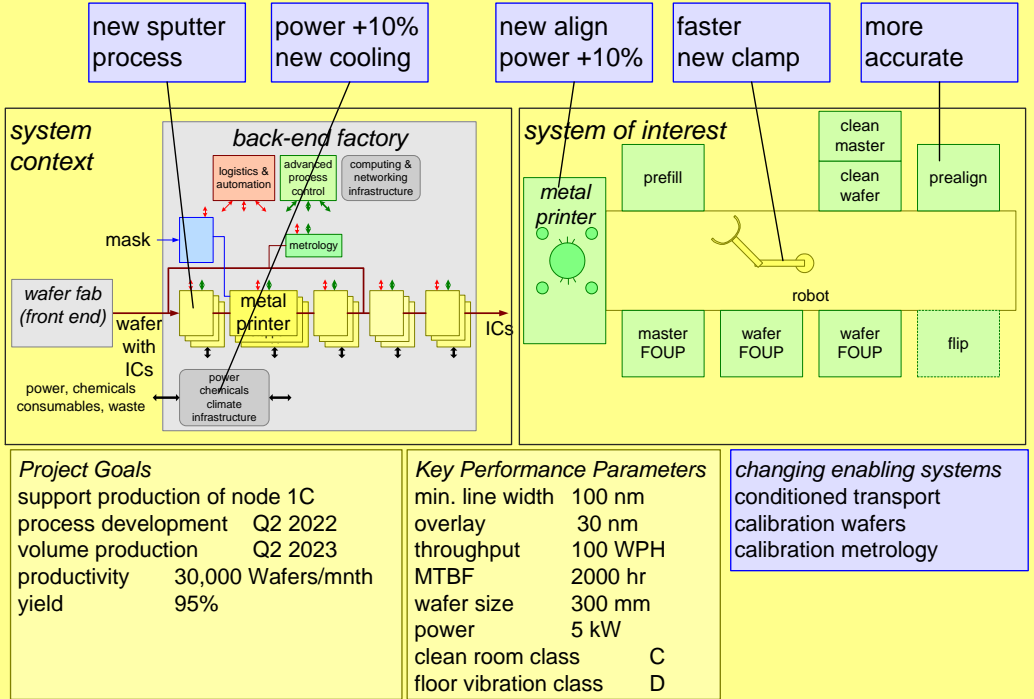 new sputter
process
power +10%
new cooling
new align
power +10%
faster
new clamp
more
accurate
system
context
back-end factory
logistics &
automation
advanced
process
control
computing &
networking
infrastructure
mask
metrology
wafer fab
(front end)
metal
printer
wafer
with
ICs
ICs
power, chemicals
consumables, waste
power
chemicals
climate
infrastructure
system of interest
clean
master
clean
wafer
prefill
prealign
metal
printer
robot
master
FOUP
wafer
FOUP
wafer
FOUP
flip
Project Goals
support production of node 1C
process development Q2 2022
volume production Q2 2023
productivity 30,000 Wafers/mnth
yield 95%
Key Performance Parameters
min. line width 100 nm
overlay 30 nm
throughput 100 WPH
MTBF 2000 hr
wafer size 300 mm
power 5 kW
clean room class C
floor vibration class D
changing enabling systems
conditioned transport
calibration wafers
calibration metrology